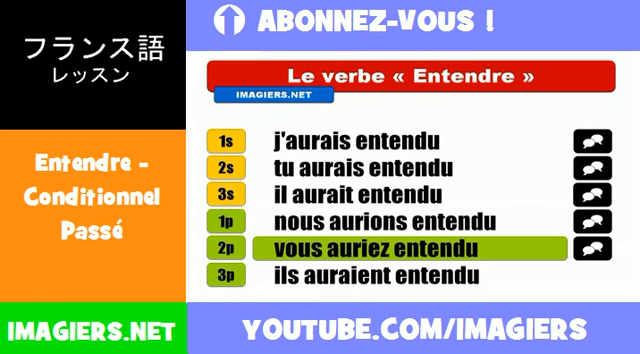 フランス語
レッスン
Entendre -
Conditionnel
Passé
IMAGIERS.NET
ABONNEZ-VOUS !
Le verbe « Entendre »
IMAGIERS.NET
1s j'aurais entendu
2s tu aurais entendu
3s il aurait entendu
1p nous aurions entendu
2p vous auriez entendu
3p ils auraient entendu
YOUTUBE.COM/IMAGIERS